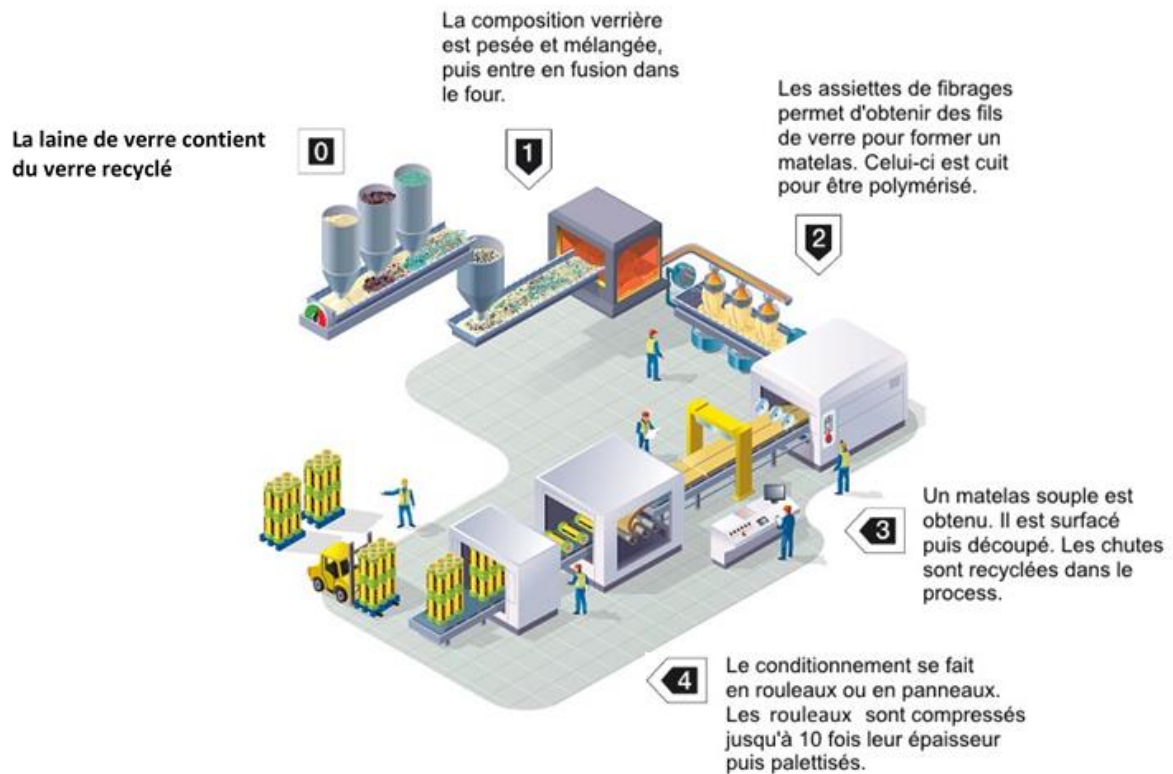 La composition verrière
est pesée et mélangée,
puis entre en fusion dans
le four.
Les assiettes de fibrages
permet d'obtenir des fils
de verre pour former un
matelas. Celui-ci est cuit
pour être polymérisé.
La laine de verre contient
du verre recyclé
0
1
2
Un matelas souple est
obtenu. Il est surfacé
puis découpé. Les chutes
sont recyclées dans le
process.
3
4
Le conditionnement se fait
en rouleaux ou en panneaux.
Les rouleaux sont compressés
jusqu'à 10 fois leur épaisseur
puis palettisés.